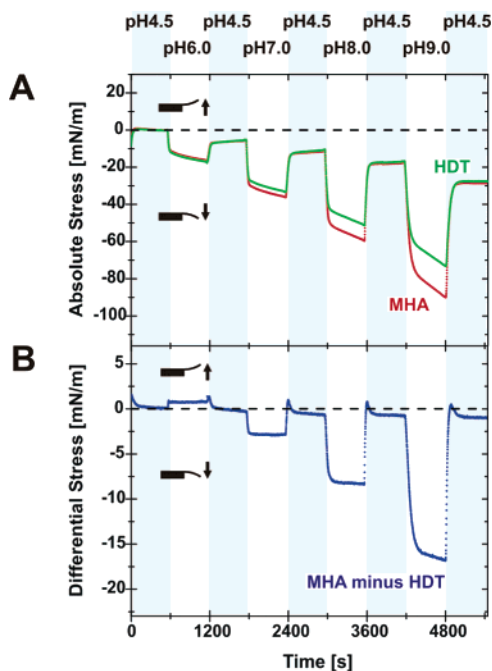 pH4.5 pH4.5 pH4.5 pH4.5 pH4.5
pH6.0 pH7.0 pH8.0 pH9.0
A
Absolute Stress [mN/m]
20
0
-20
-40
-60
-80
-100
HDT
MHA
B
Differential Stress [mN/m]
5
0
-5
-10
-15
-20
MHA minus HDT
0 1200 2400 3600 4800
Time [s]